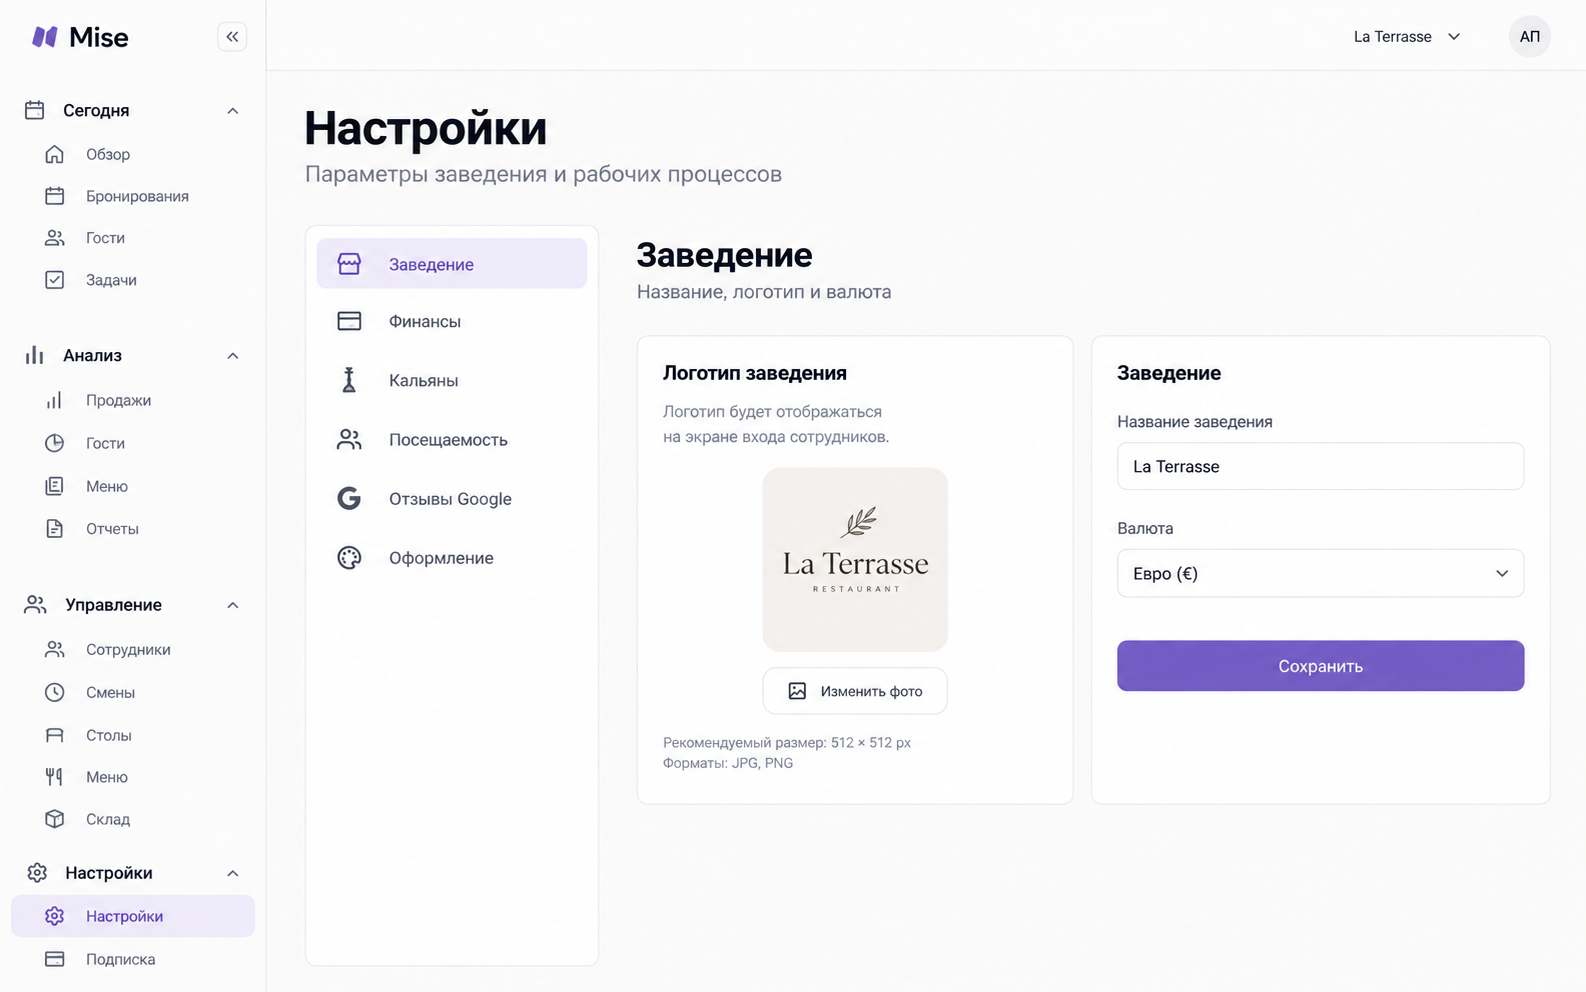 Mise
La Terrasse
АП
Сегодня
Обзор
Бронирования
Гости
Задачи
Анализ
Продажи
Гости
Меню
Отчеты
Управление
Сотрудники
Смены
Столы
Меню
Склад
Настройки
Настройки
Подписка
Настройки
Параметры заведения и рабочих процессов
Заведение
Финансы
Кальяны
Посещаемость
Отзывы Google
Оформление
Заведение
Название, логотип и валюта
Логотип заведения
Логотип будет отображаться
на экране входа сотрудников.
La Terrasse
RESTAURANT
Изменить фото
Рекомендуемый размер: 512 × 512 px
Форматы: JPG, PNG
Заведение
Название заведения
La Terrasse
Валюта
Евро (€)
Сохранить